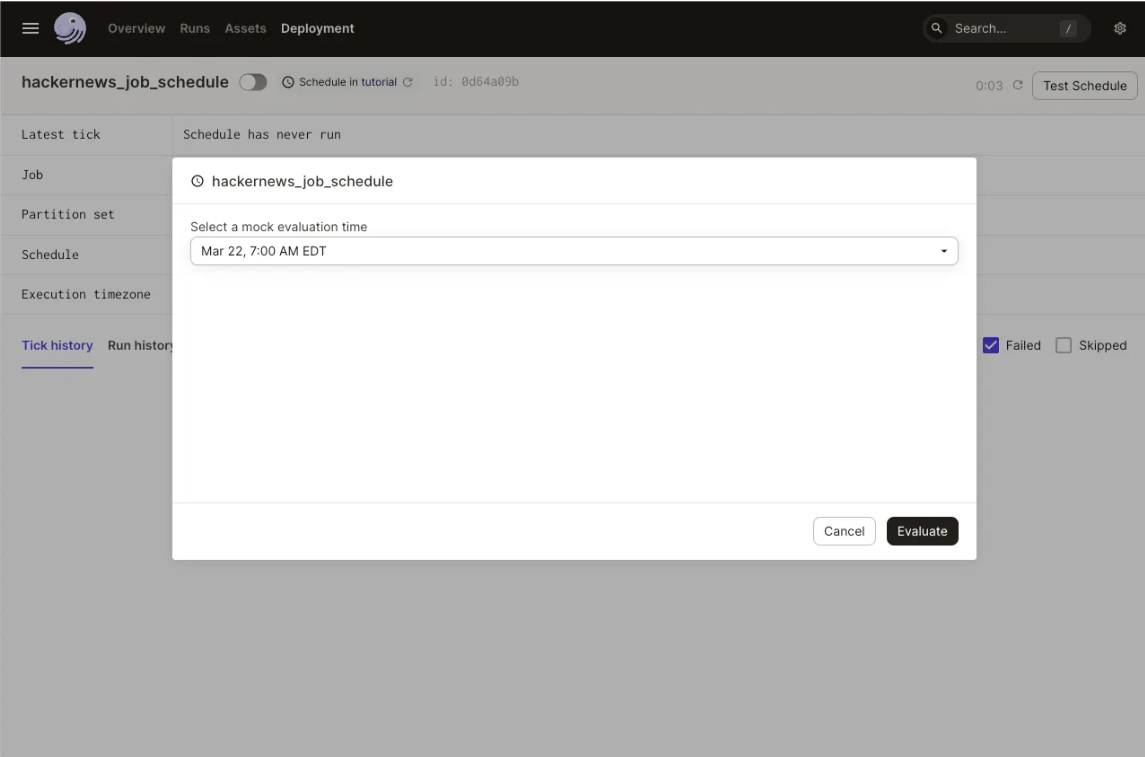 Overview Runs Assets Deployment Search... /
hackernews_job_schedule Schedule in tutorial id: 0d64a09b 0:03 Test Schedule
Latest tick Schedule has never run
Job
Partition set
Schedule
Execution timezone
Tick history Run history Failed Skipped
hackernews_job_schedule
Select a mock evaluation time
Mar 22, 7:00 AM EDT
Cancel Evaluate